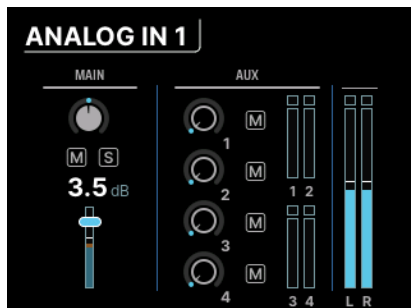 ANALOG IN 1
MAIN
AUX
M S
3.5 dB
1 M
2 M
3 M
4 M
1 2
3 4
L R